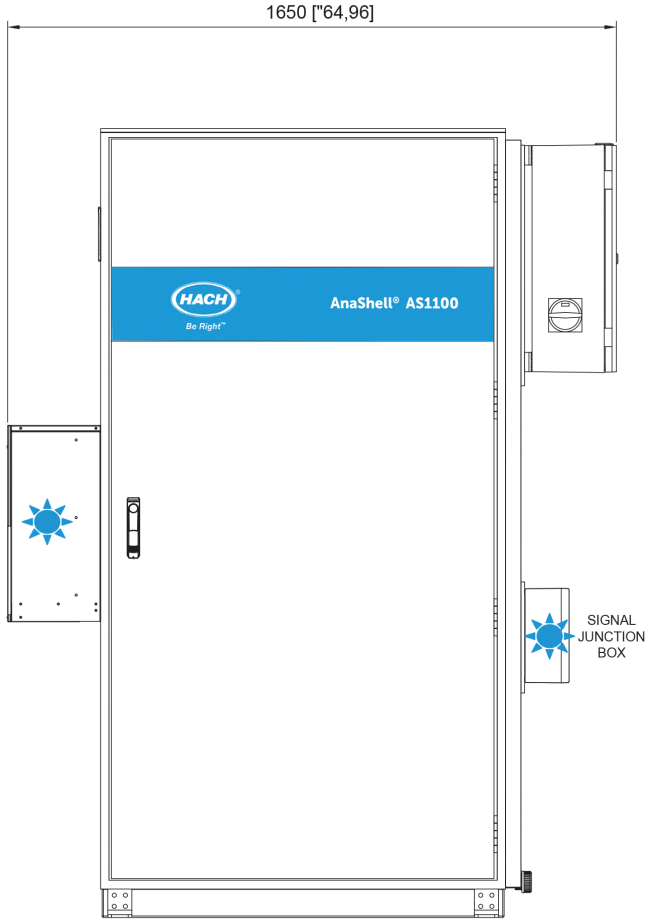 1650 ["64,96]
HACH®
Be Right™
AnaShell® AS1100
SIGNAL
JUNCTION
BOX